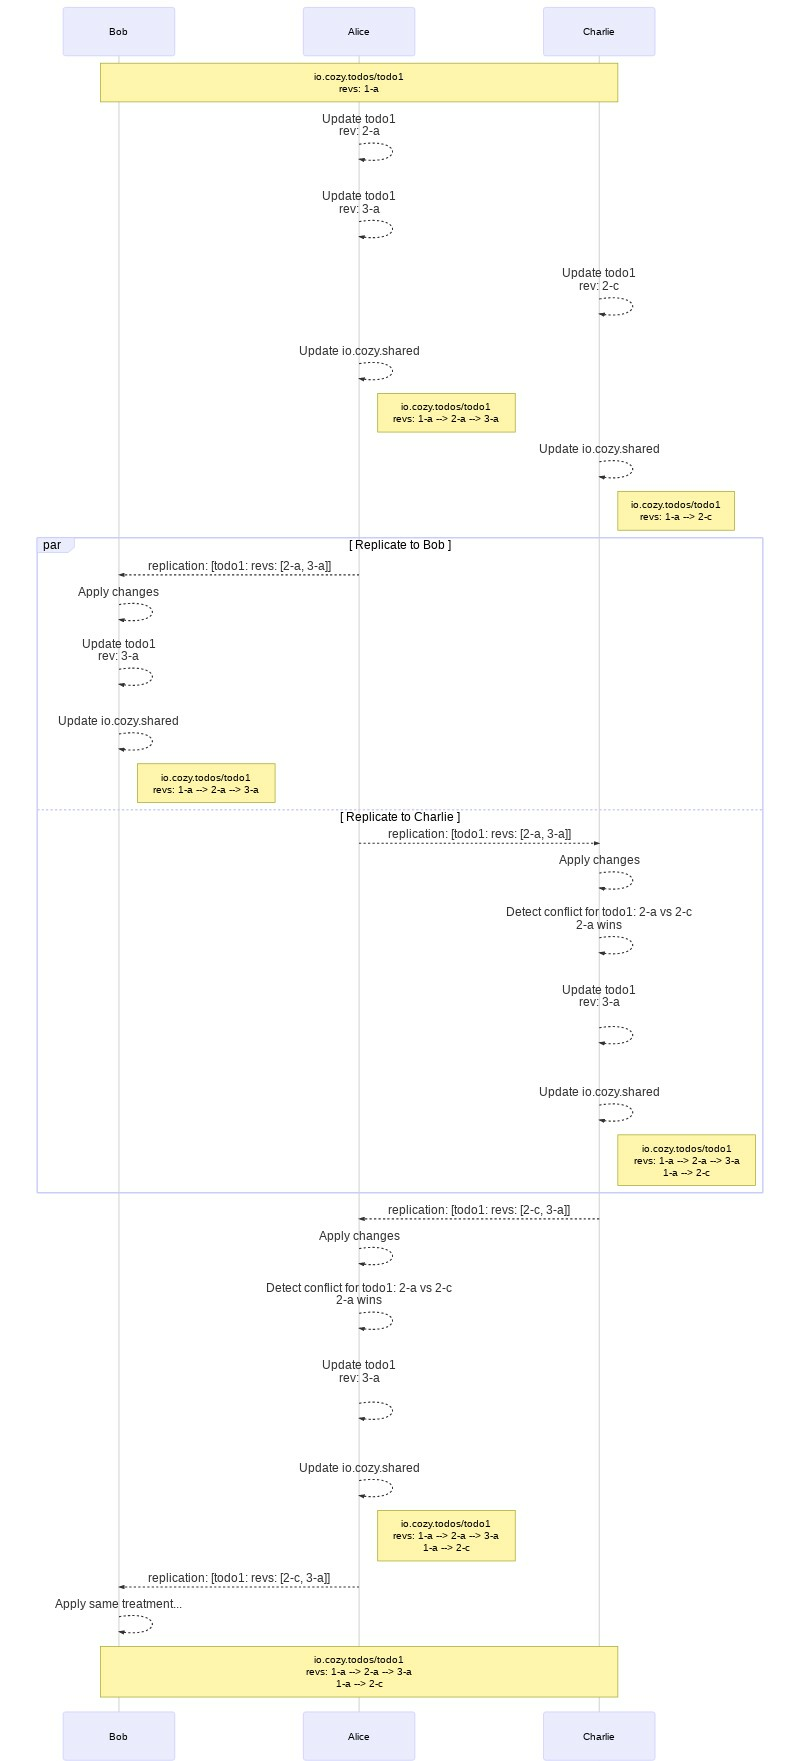 Bob
Alice
Charlie
io.cozy.todos/todo1
revs: 1-a
Update todo1
rev: 2-a
Update todo1
rev: 3-a
Update todo1
rev: 2-c
Update io.cozy.shared
io.cozy.todos/todo1
revs: 1-a --> 2-a --> 3-a
Update io.cozy.shared
io.cozy.todos/todo1
revs: 1-a --> 2-c
par
[ Replicate to Bob ]
replication: [todo1: revs: [2-a, 3-a]]
Apply changes
Update todo1
rev: 3-a
Update io.cozy.shared
io.cozy.todos/todo1
revs: 1-a --> 2-a --> 3-a
[ Replicate to Charlie ]
replication: [todo1: revs: [2-a, 3-a]]
Apply changes
Detect conflict for todo1: 2-a vs 2-c
2-a wins
Update todo1
rev: 3-a
Update io.cozy.shared
io.cozy.todos/todo1
revs: 1-a --> 2-a --> 3-a
1-a --> 2-c
replication: [todo1: revs: [2-c, 3-a]]
Apply changes
Detect conflict for todo1: 2-a vs 2-c
2-a wins
Update todo1
rev: 3-a
Update io.cozy.shared
io.cozy.todos/todo1
revs: 1-a --> 2-a --> 3-a
1-a --> 2-c
replication: [todo1: revs: [2-c, 3-a]]
Apply same treatment...
io.cozy.todos/todo1
revs: 1-a --> 2-a --> 3-a
1-a --> 2-c
Bob
Alice
Charlie